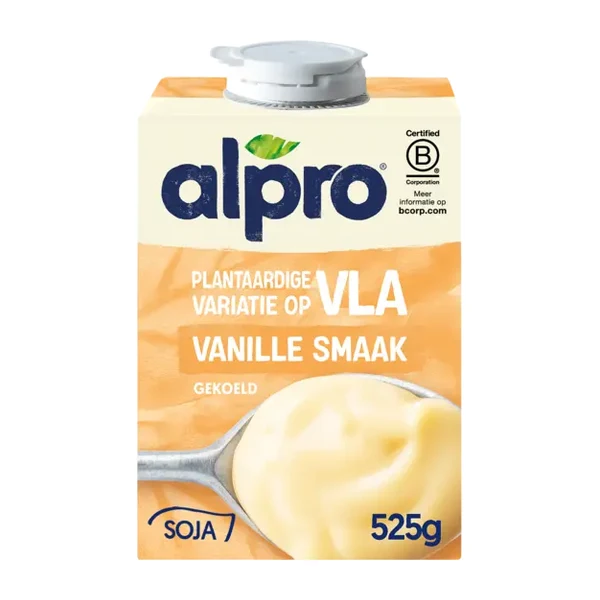 alpro®
Certified
B®
Corporation
Meer
informatie op
bcorp.com
PLANTAARDIGE
VARIATIE OP VLA
VANILLE SMAAK
GEKOELD
SOJA
525g